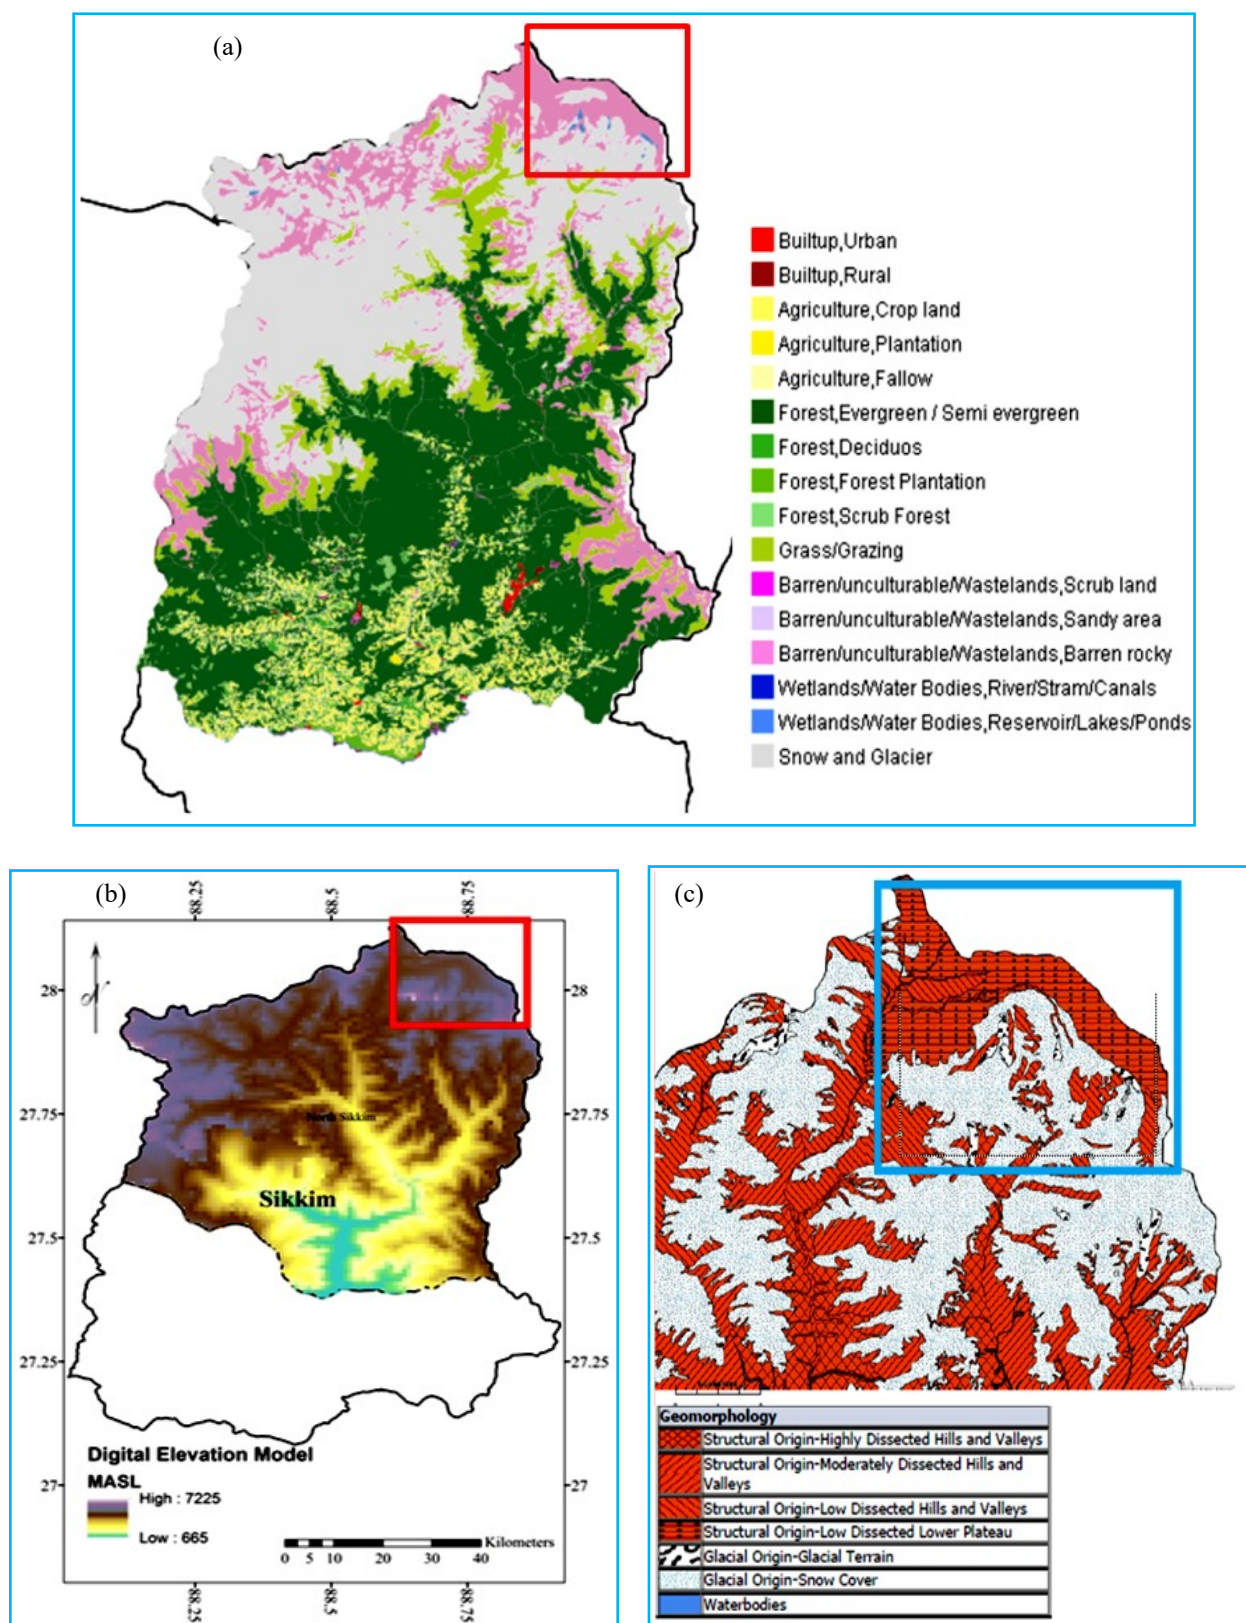 (a)
Builtup,Urban
Builtup,Rural
Agriculture,Crop land
Agriculture,Plantation
Agriculture,Fallow
Forest,Evergreen / Semi evergreen
Forest,Deciduos
Forest,Forest Plantation
Forest,Scrub Forest
Grass/Grazing
Barren/unculturable/Wastelands,Scrub land
Barren/unculturable/Wastelands,Sandy area
Barren/unculturable/Wastelands,Barren rocky
Wetlands/Water Bodies,River/Stram/Canals
Wetlands/Water Bodies,Reservoir/Lakes/Ponds
Snow and Glacier
(b)
88.25
88.5
88.75
N
28
28
27.75
27.75
North Sikkim
Sikkim
27.5
27.5
27.25
27.25
27
27
Digital Elevation Model
MASL
High : 7225
Low : 665
Kilometers
0 5 10 20 30 40
88.25
88.5
88.75
(c)
Geomorphology
Structural Origin-Highly Dissected Hills and Valleys
Structural Origin-Moderately Dissected Hills and
Valleys
Structural Origin-Low Dissected Hills and Valleys
Structural Origin-Low Dissected Lower Plateau
Glacial Origin-Glacial Terrain
Glacial Origin-Snow Cover
Waterbodies